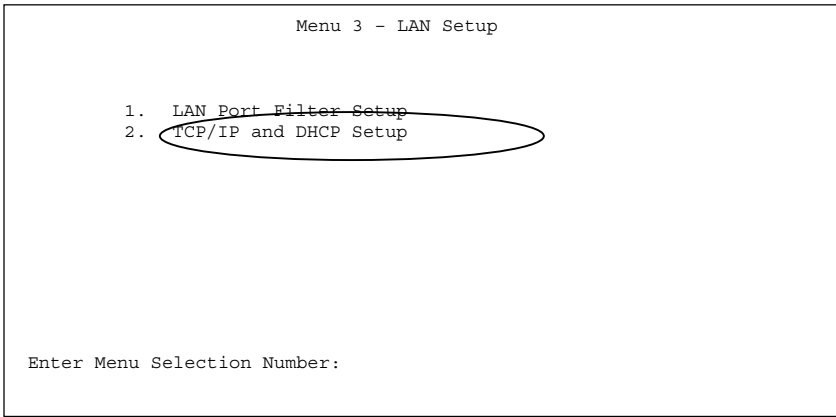 Menu 3 - LAN Setup
1. LAN Port Filter Setup
2. TCP/IP and DHCP Setup
Enter Menu Selection Number: